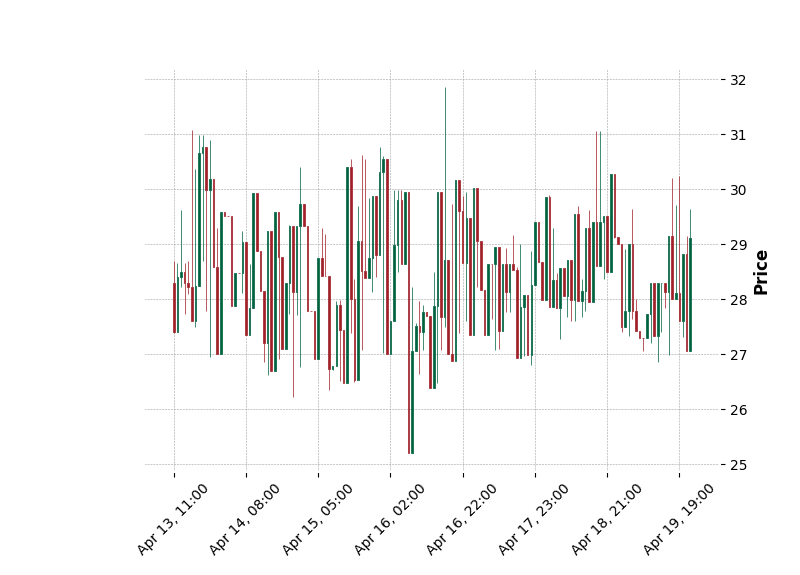 32
31
30
29
28
27
26
25
Price
Apr 13, 11:00
Apr 14, 08:00
Apr 15, 05:00
Apr 16, 02:00
Apr 16, 22:00
Apr 17, 23:00
Apr 18, 21:00
Apr 19, 19:00